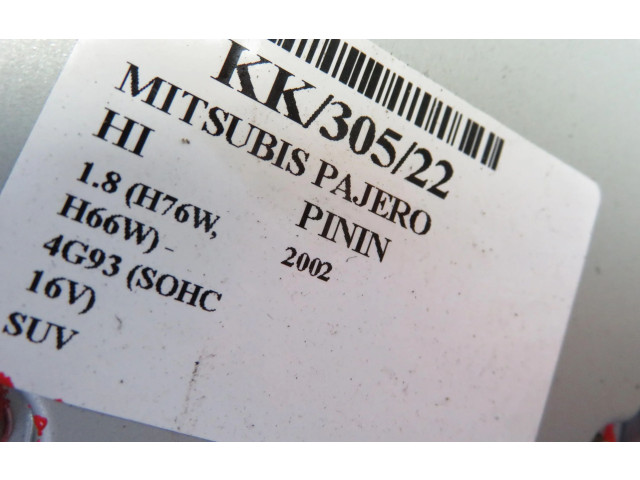 KK/305/22
MITSUBIS PAJERO
HI PININ
1.8 (H76W, 2002
H66W) -
4G93 (SOHC
16V)
SUV